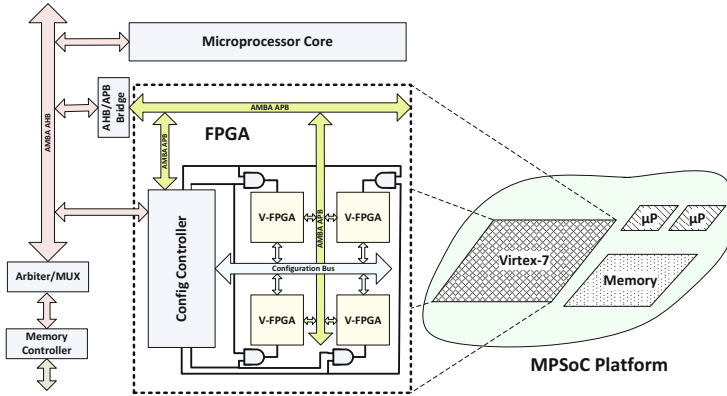 Microprocessor Core
AMBA AHB
AHB/APB
Bridge
AMBA APB
FPGA
AMBA APB
V-FPGA
V-FPGA
AMBA APB
Config Controller
Configuration Bus
V-FPGA
V-FPGA
Arbiter/MUX
Memory
Controller
µP
µP
Virtex-7
Memory
MPSoC Platform